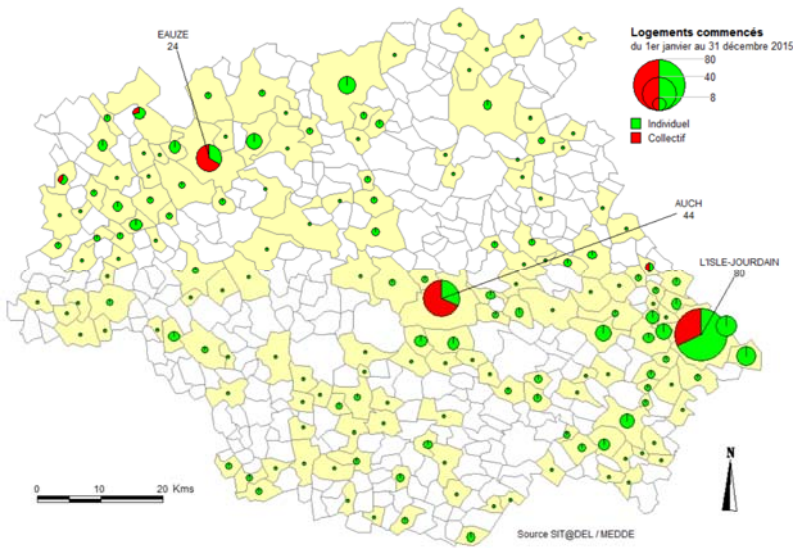 EAUZE
24
Logements commencés
du 1er janvier au 31 décembre 2015
80
40
8
Individuel
Collectif
AUCH
44
L'ISLE-JOURDAIN
80
0 10 20 Kms
N
Source SIT@DEL / MEDDE